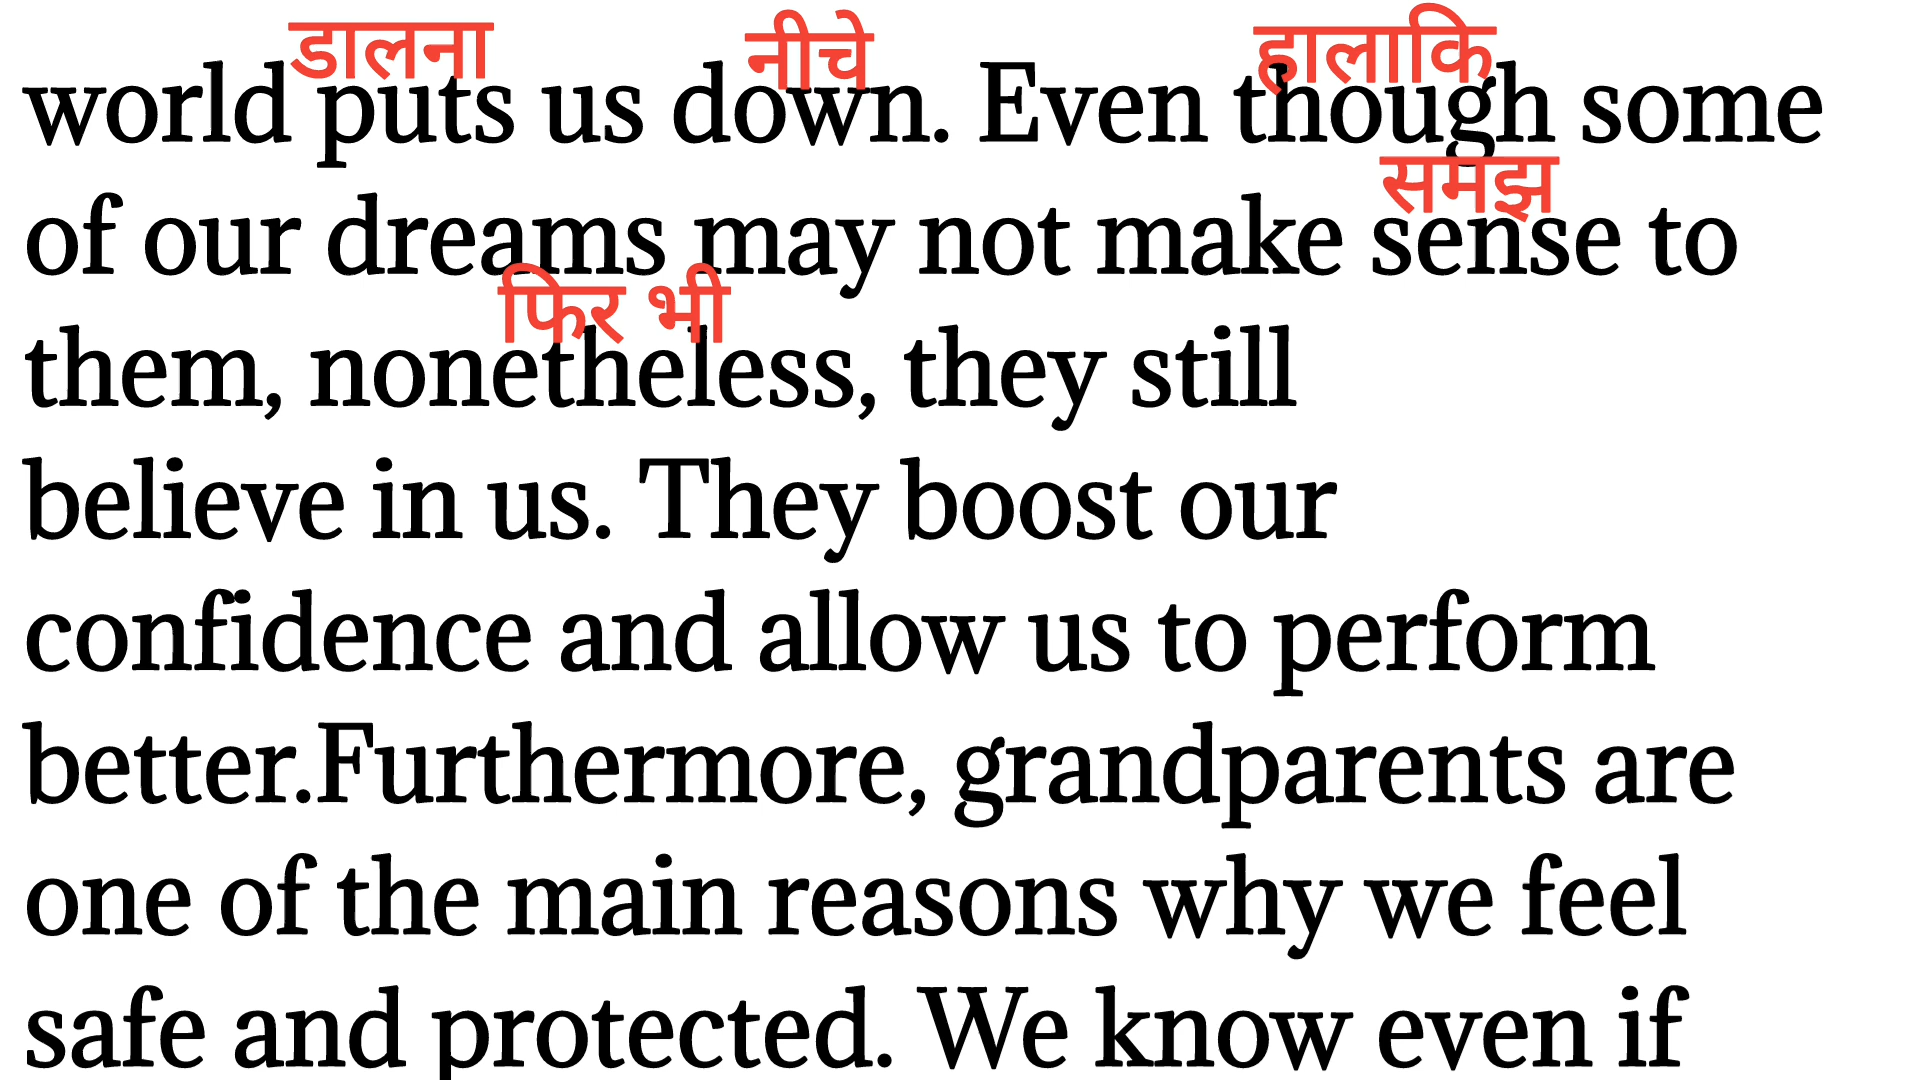 डालना नीचे हालाकि
world puts us down. Even though some
समझ
of our dreams may not make sense to
फिर भी
them, nonetheless, they still
believe in us. They boost our
confidence and allow us to perform
better.Furthermore, grandparents are
one of the main reasons why we feel
safe and protected. We know even if